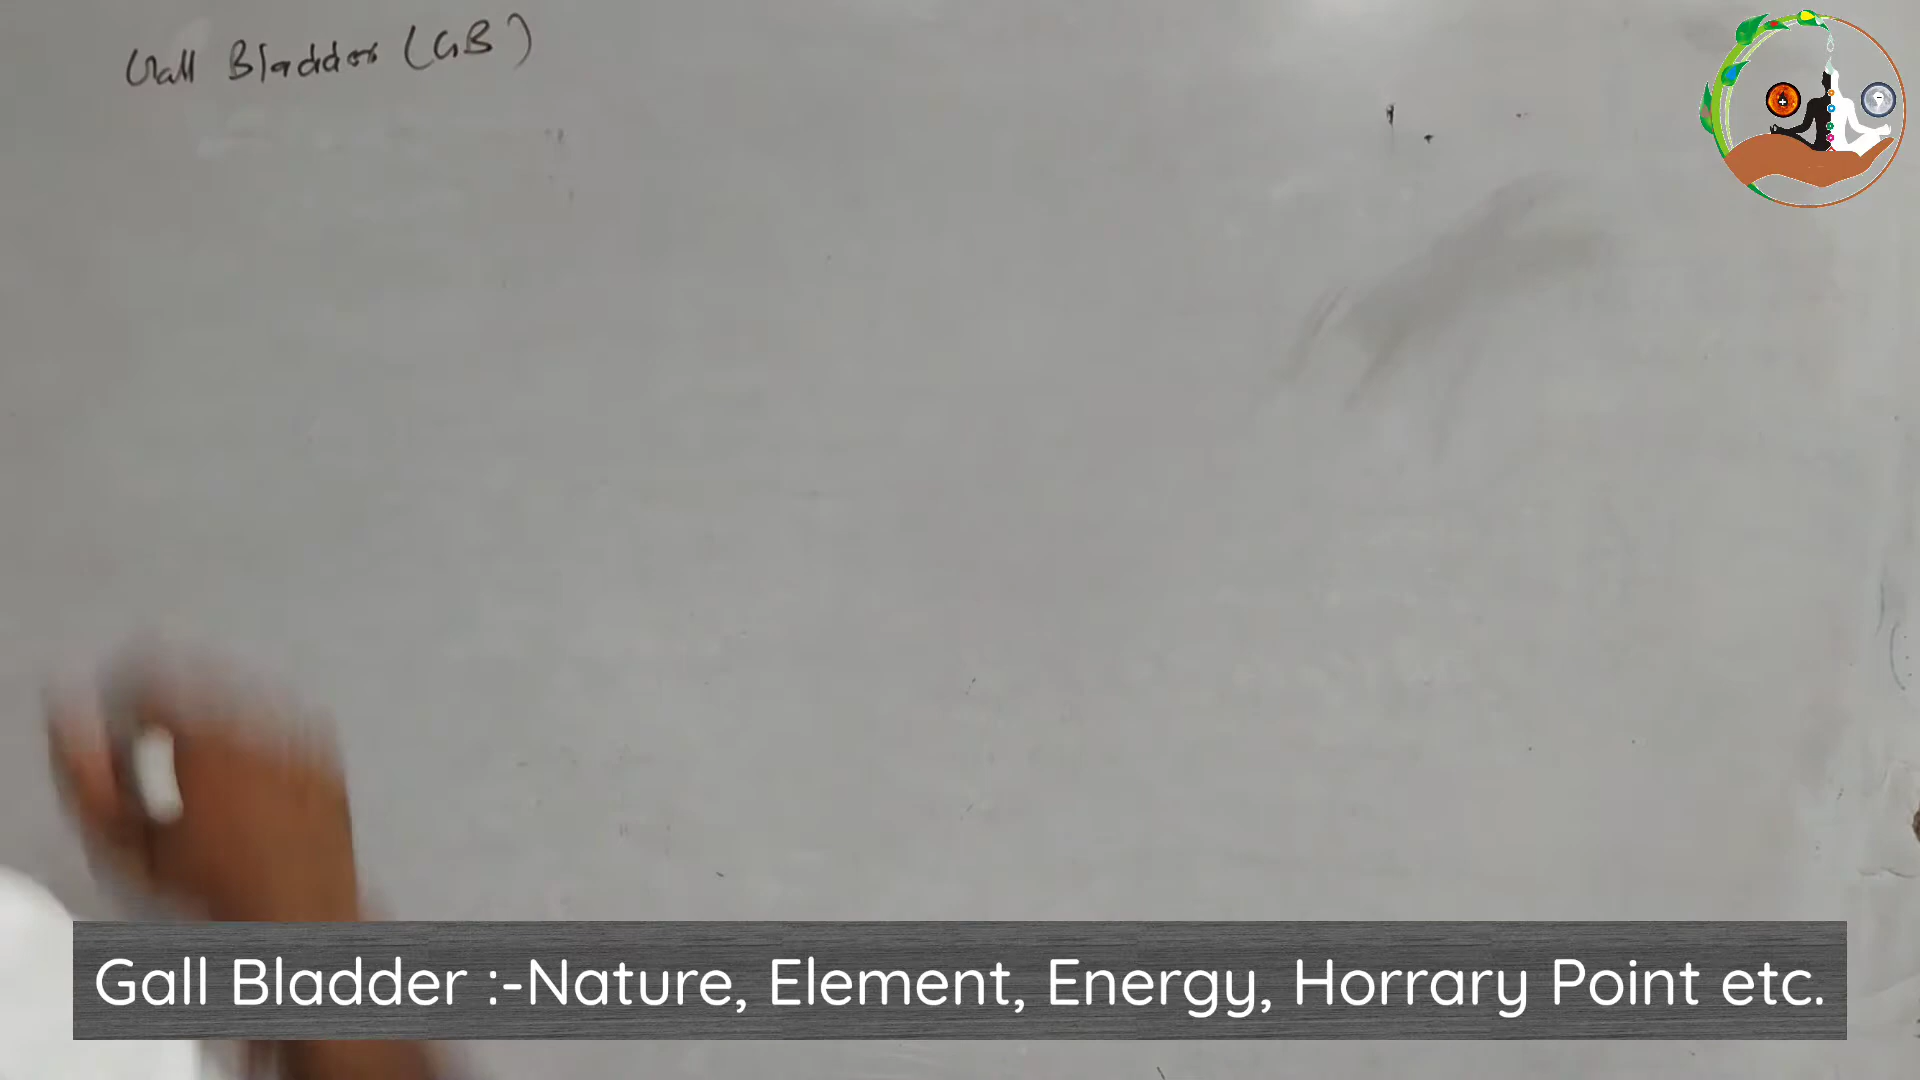 Gall Bladder (GB)
Gall Bladder :-Nature, Element, Energy, Horrary Point etc.